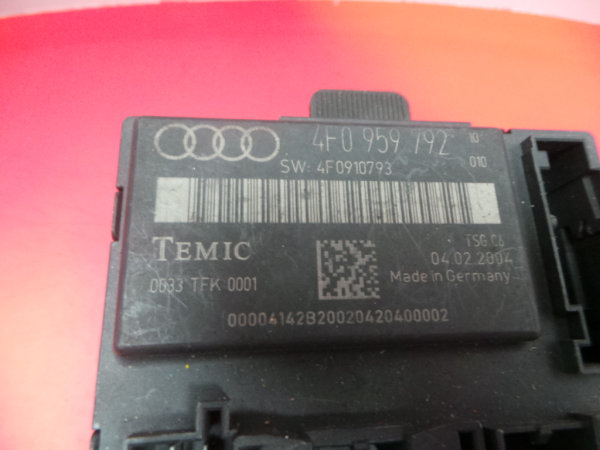 4F0 959 792 10
SW: 4F0910793 010
TEMIC
TSG C6
04.02.2004
0033 TFK 0001
Made in Germany
00004142B20020420400002